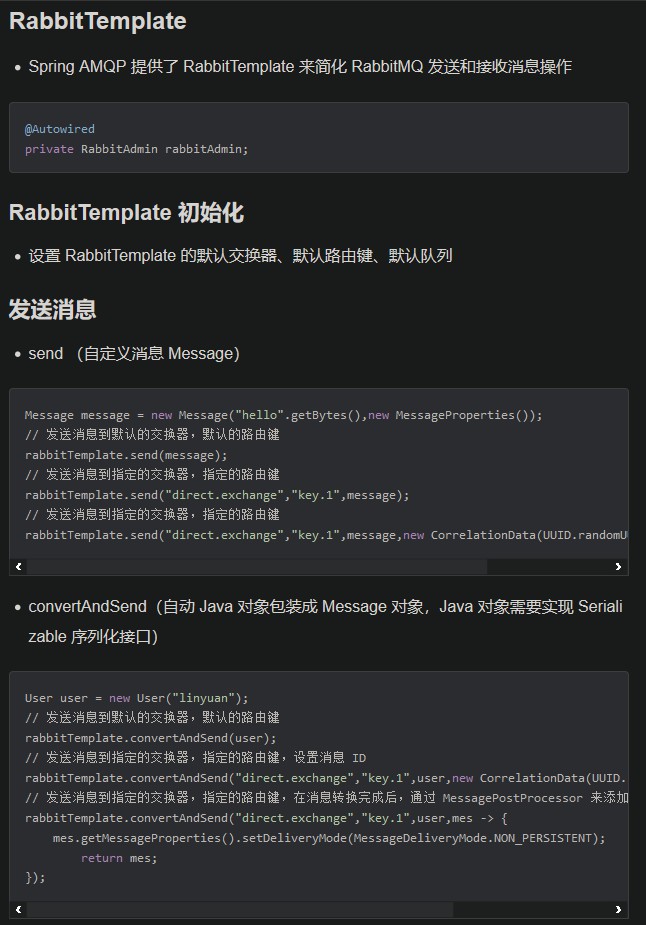 RabbitTemplate
• Spring AMQP 提供了 RabbitTemplate 来简化 RabbitMQ 发送和接收消息操作
@Autowired
private RabbitAdmin rabbitAdmin;
RabbitTemplate 初始化
• 设置 RabbitTemplate 的默认交换器、默认路由键、默认队列
发送消息
• send （自定义消息 Message）
Message message = new Message("hello".getBytes(),new MessageProperties());
// 发送消息到默认的交换器，默认的路由键
rabbitTemplate.send(message);
// 发送消息到指定的交换器，指定的路由键
rabbitTemplate.send("direct.exchange","key.1",message);
// 发送消息到指定的交换器，指定的路由键
rabbitTemplate.send("direct.exchange","key.1",message,new CorrelationData(UUID.randomU
• convertAndSend（自动 Java 对象包装成 Message 对象，Java 对象需要实现 Seriali
zable 序列化接口）
User user = new User("linyuan");
// 发送消息到默认的交换器，默认的路由键
rabbitTemplate.convertAndSend(user);
// 发送消息到指定的交换器，指定的路由键，设置消息 ID
rabbitTemplate.convertAndSend("direct.exchange","key.1",user,new CorrelationData(UUID.
// 发送消息到指定的交换器，指定的路由键，在消息转换完成后，通过 MessagePostProcessor 来添加
rabbitTemplate.convertAndSend("direct.exchange","key.1",user,mes -> {
    mes.getMessageProperties().setDeliveryMode(MessageDeliveryMode.NON_PERSISTENT);
        return mes;
});